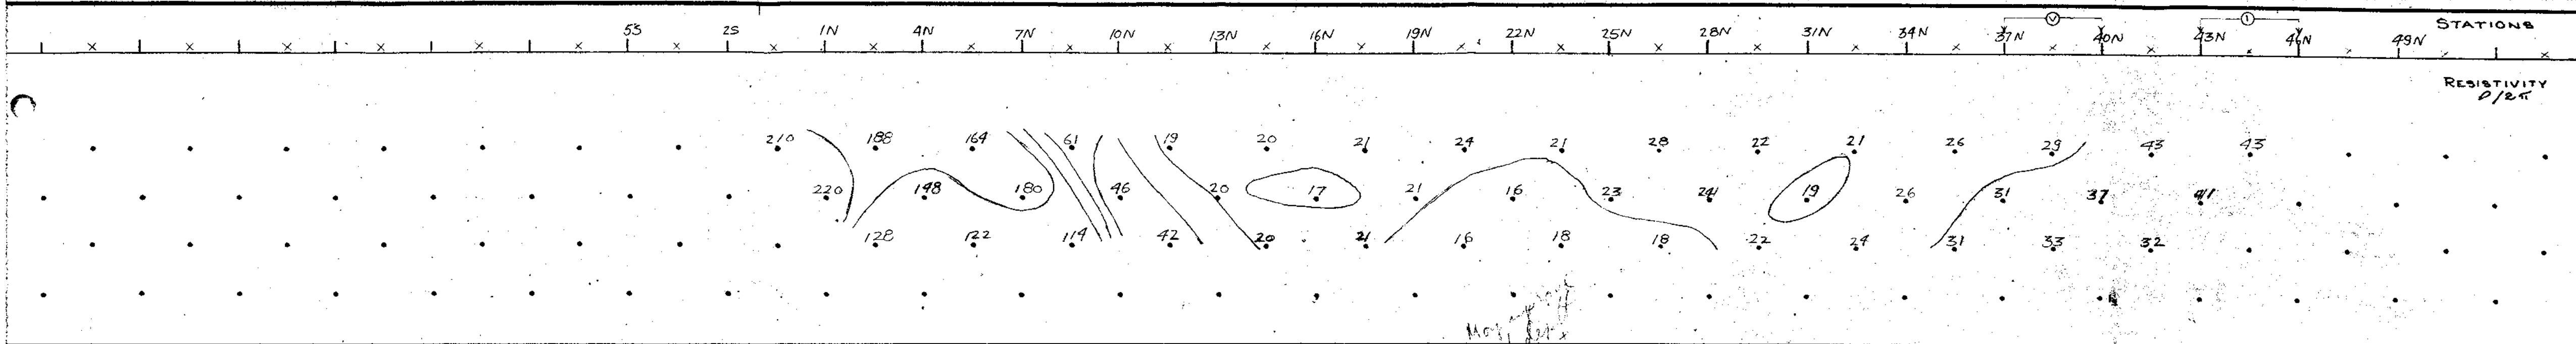 V I STATIONS
5S 2S 1N 4N 7N 10N 13N 16N 19N 22N 25N 28N 31N 34N 37N 40N 43N 46N 49N
RESISTIVITY
ρ/2π
210 188 164 61 19 20 21 24 21 28 22 21 26 29 43 43
220 148 180 46 20 17 21 16 23 24 19 26 31 37 41
128 122 114 42 20 21 16 18 18 22 24 31 33 32